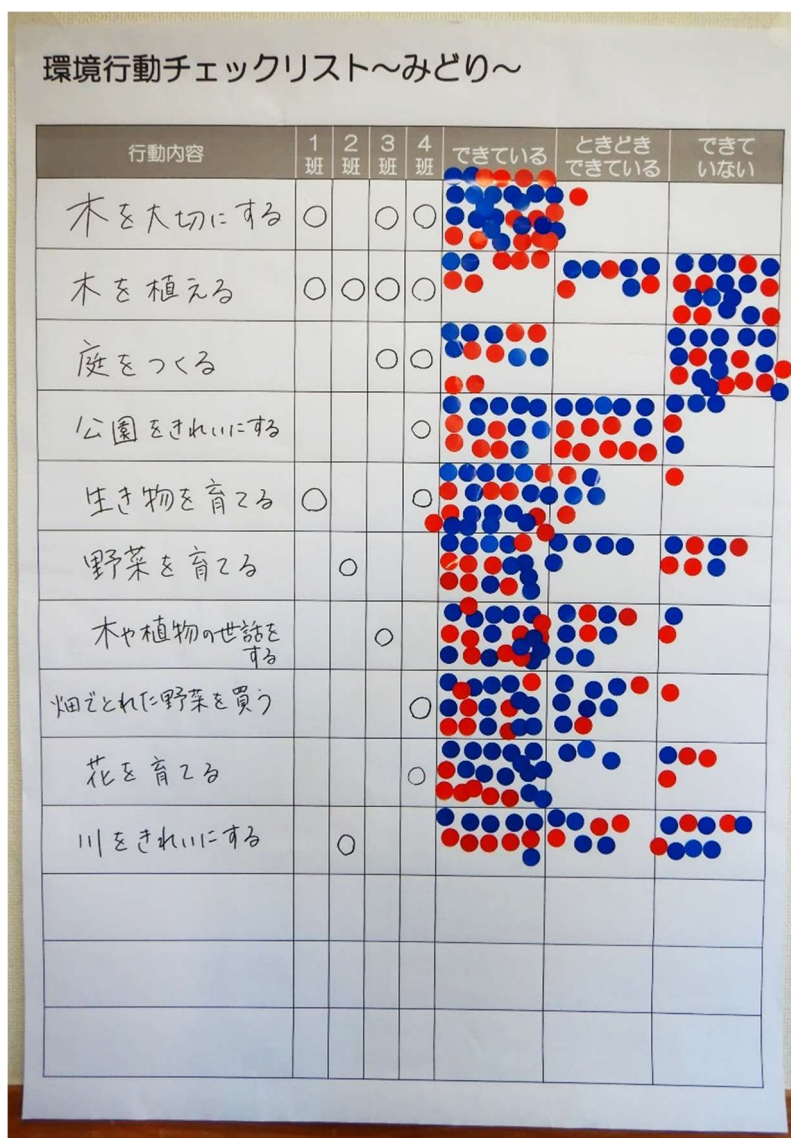 環境行動チェックリスト～みどり～
行動内容 1班 2班 3班 4班 できている ときどきできている できていない
木を大切にする ○ ○ ○
木を植える ○ ○ ○ ○
庭をつくる ○ ○
公園をきれいにする ○
生き物を育てる ○ ○
野菜を育てる ○
木や植物の世話を ○
する
畑でとれた野菜を買う ○
花を育てる ○
川をきれいにする ○